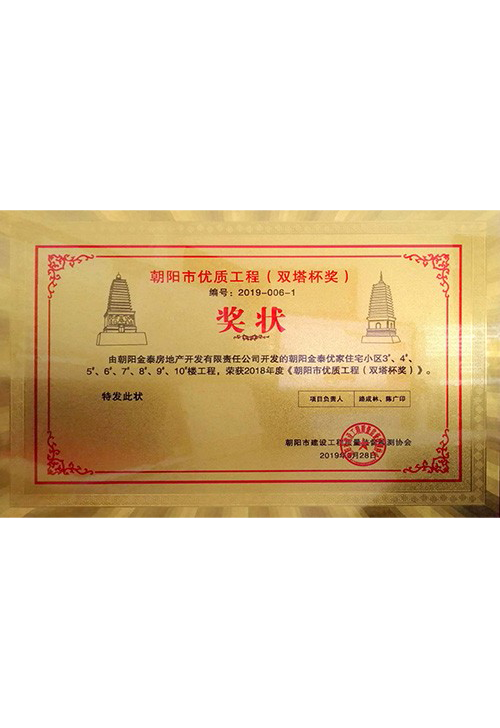 朝阳市优质工程（双塔杯奖）
编号：2019-006-1
奖状
由朝阳金泰房地产开发有限责任公司开发的朝阳金泰优家住宅小区3#、4#、
5#、6#、7#、8#、9#、10#楼工程，荣获2018年度《朝阳市优质工程（双塔杯奖）》。
特发此状
项目负责人 路成林、陈广印
朝阳市建设工程质量 检测协会
2019年 月28日